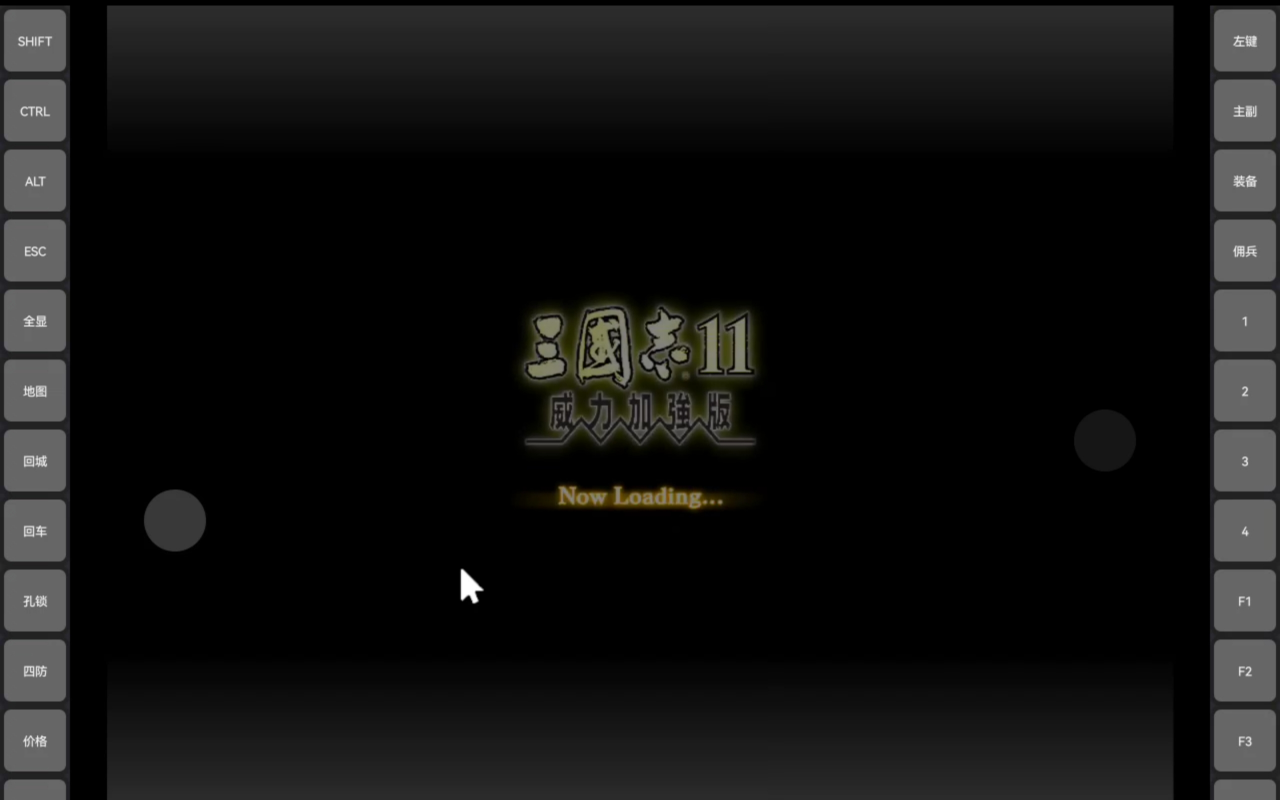 SHIFT
CTRL
ALT
ESC
全显
地图
回城
回车
孔锁
四防
价格
三國志11
威力加強版
Now Loading...
左键
主副
装备
佣兵
1
2
3
4
F1
F2
F3